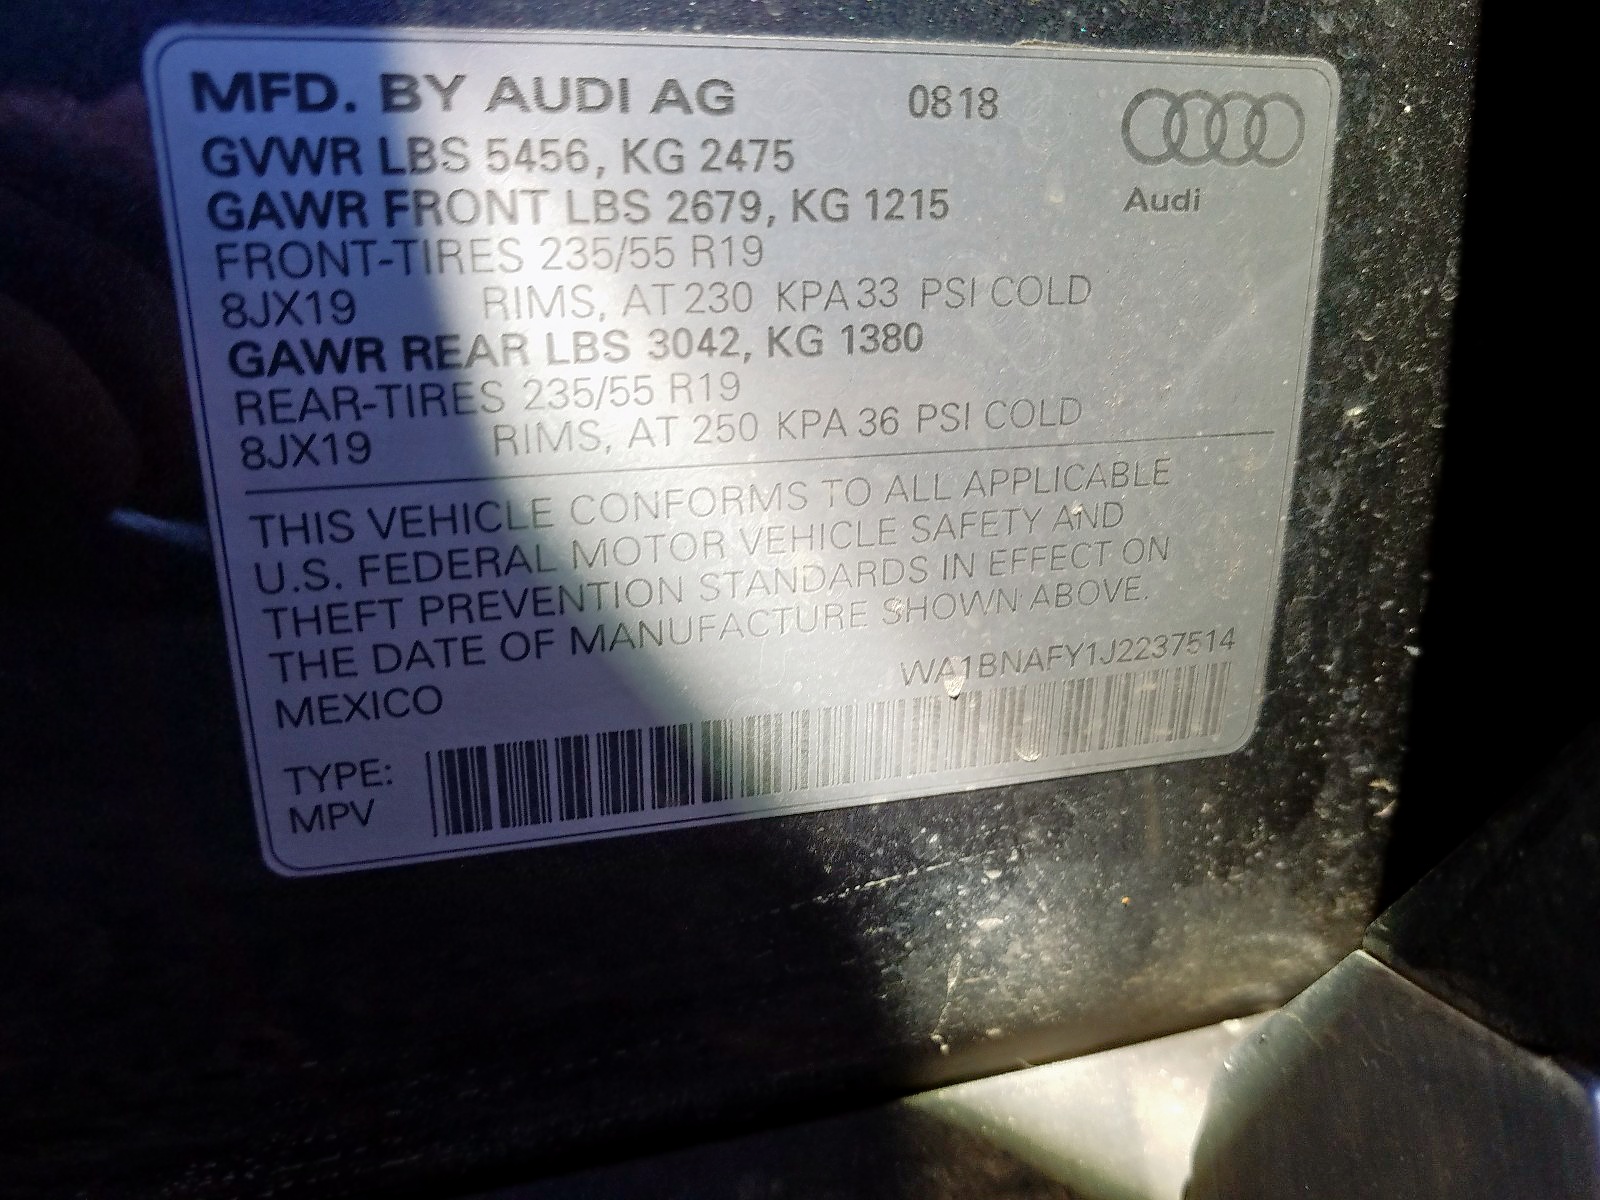 MFD. BY AUDI AG 0818
GVWR LBS 5456, KG 2475
GAWR FRONT LBS 2679, KG 1215
Audi
FRONT-TIRES 235/55 R19
8JX19 RIMS, AT 230 KPA 33 PSI COLD
GAWR REAR LBS 3042, KG 1380
REAR-TIRES 235/55 R19
8JX19 RIMS, AT 250 KPA 36 PSI COLD
THIS VEHICLE CONFORMS TO ALL APPLICABLE
U.S. FEDERAL MOTOR VEHICLE SAFETY AND
THEFT PREVENTION STANDARDS IN EFFECT ON
THE DATE OF MANUFACTURE SHOWN ABOVE.
MEXICO WA1BNAFY1J2237514
TYPE:
MPV